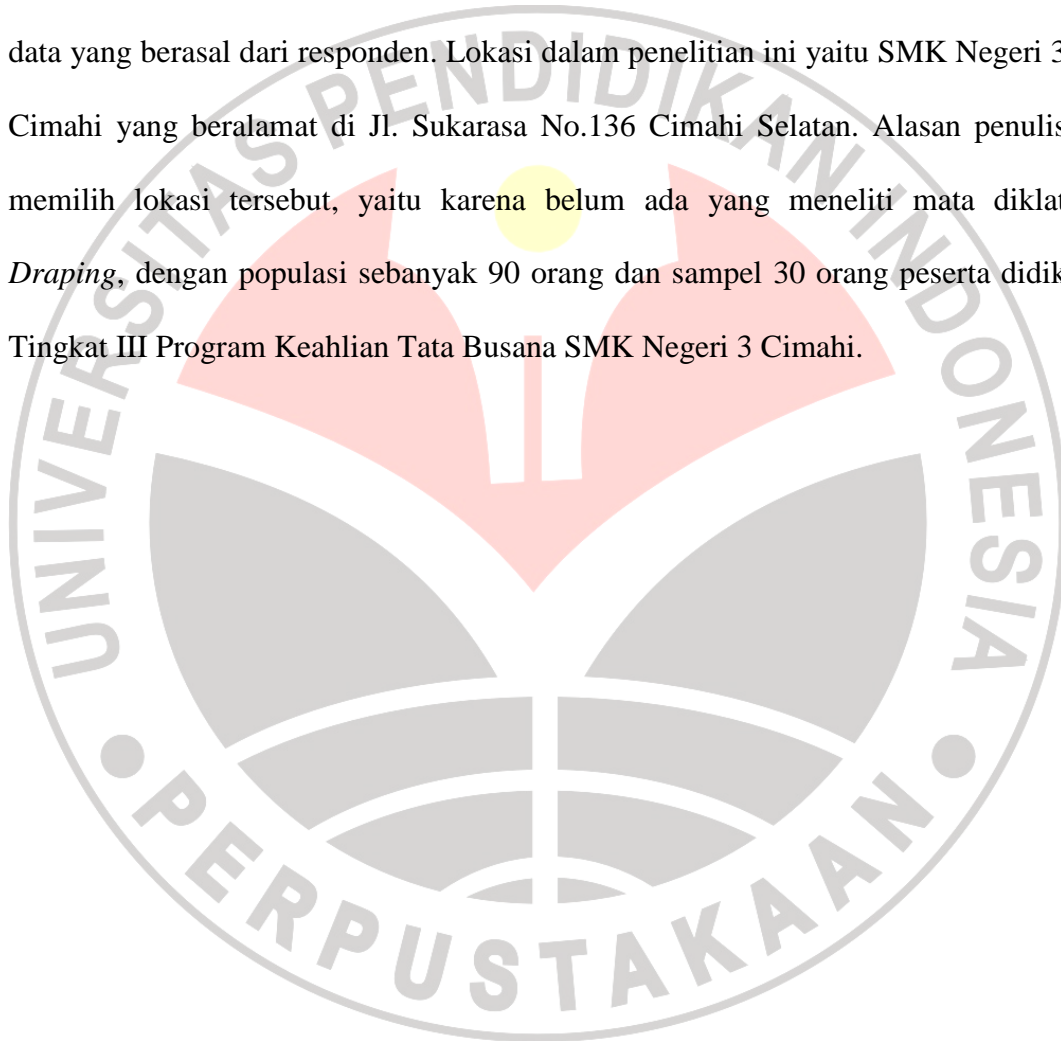 data yang berasal dari responden. Lokasi dalam penelitian ini yaitu SMK Negeri 3
Cimahi yang beralamat di Jl. Sukarasa No.136 Cimahi Selatan. Alasan penulis
memilih lokasi tersebut, yaitu karena belum ada yang meneliti mata diklat
Draping, dengan populasi sebanyak 90 orang dan sampel 30 orang peserta didik
Tingkat III Program Keahlian Tata Busana SMK Negeri 3 Cimahi.
UNIVERSITAS PENDIDIKAN INDONESIA
PERPUSTAKAAN